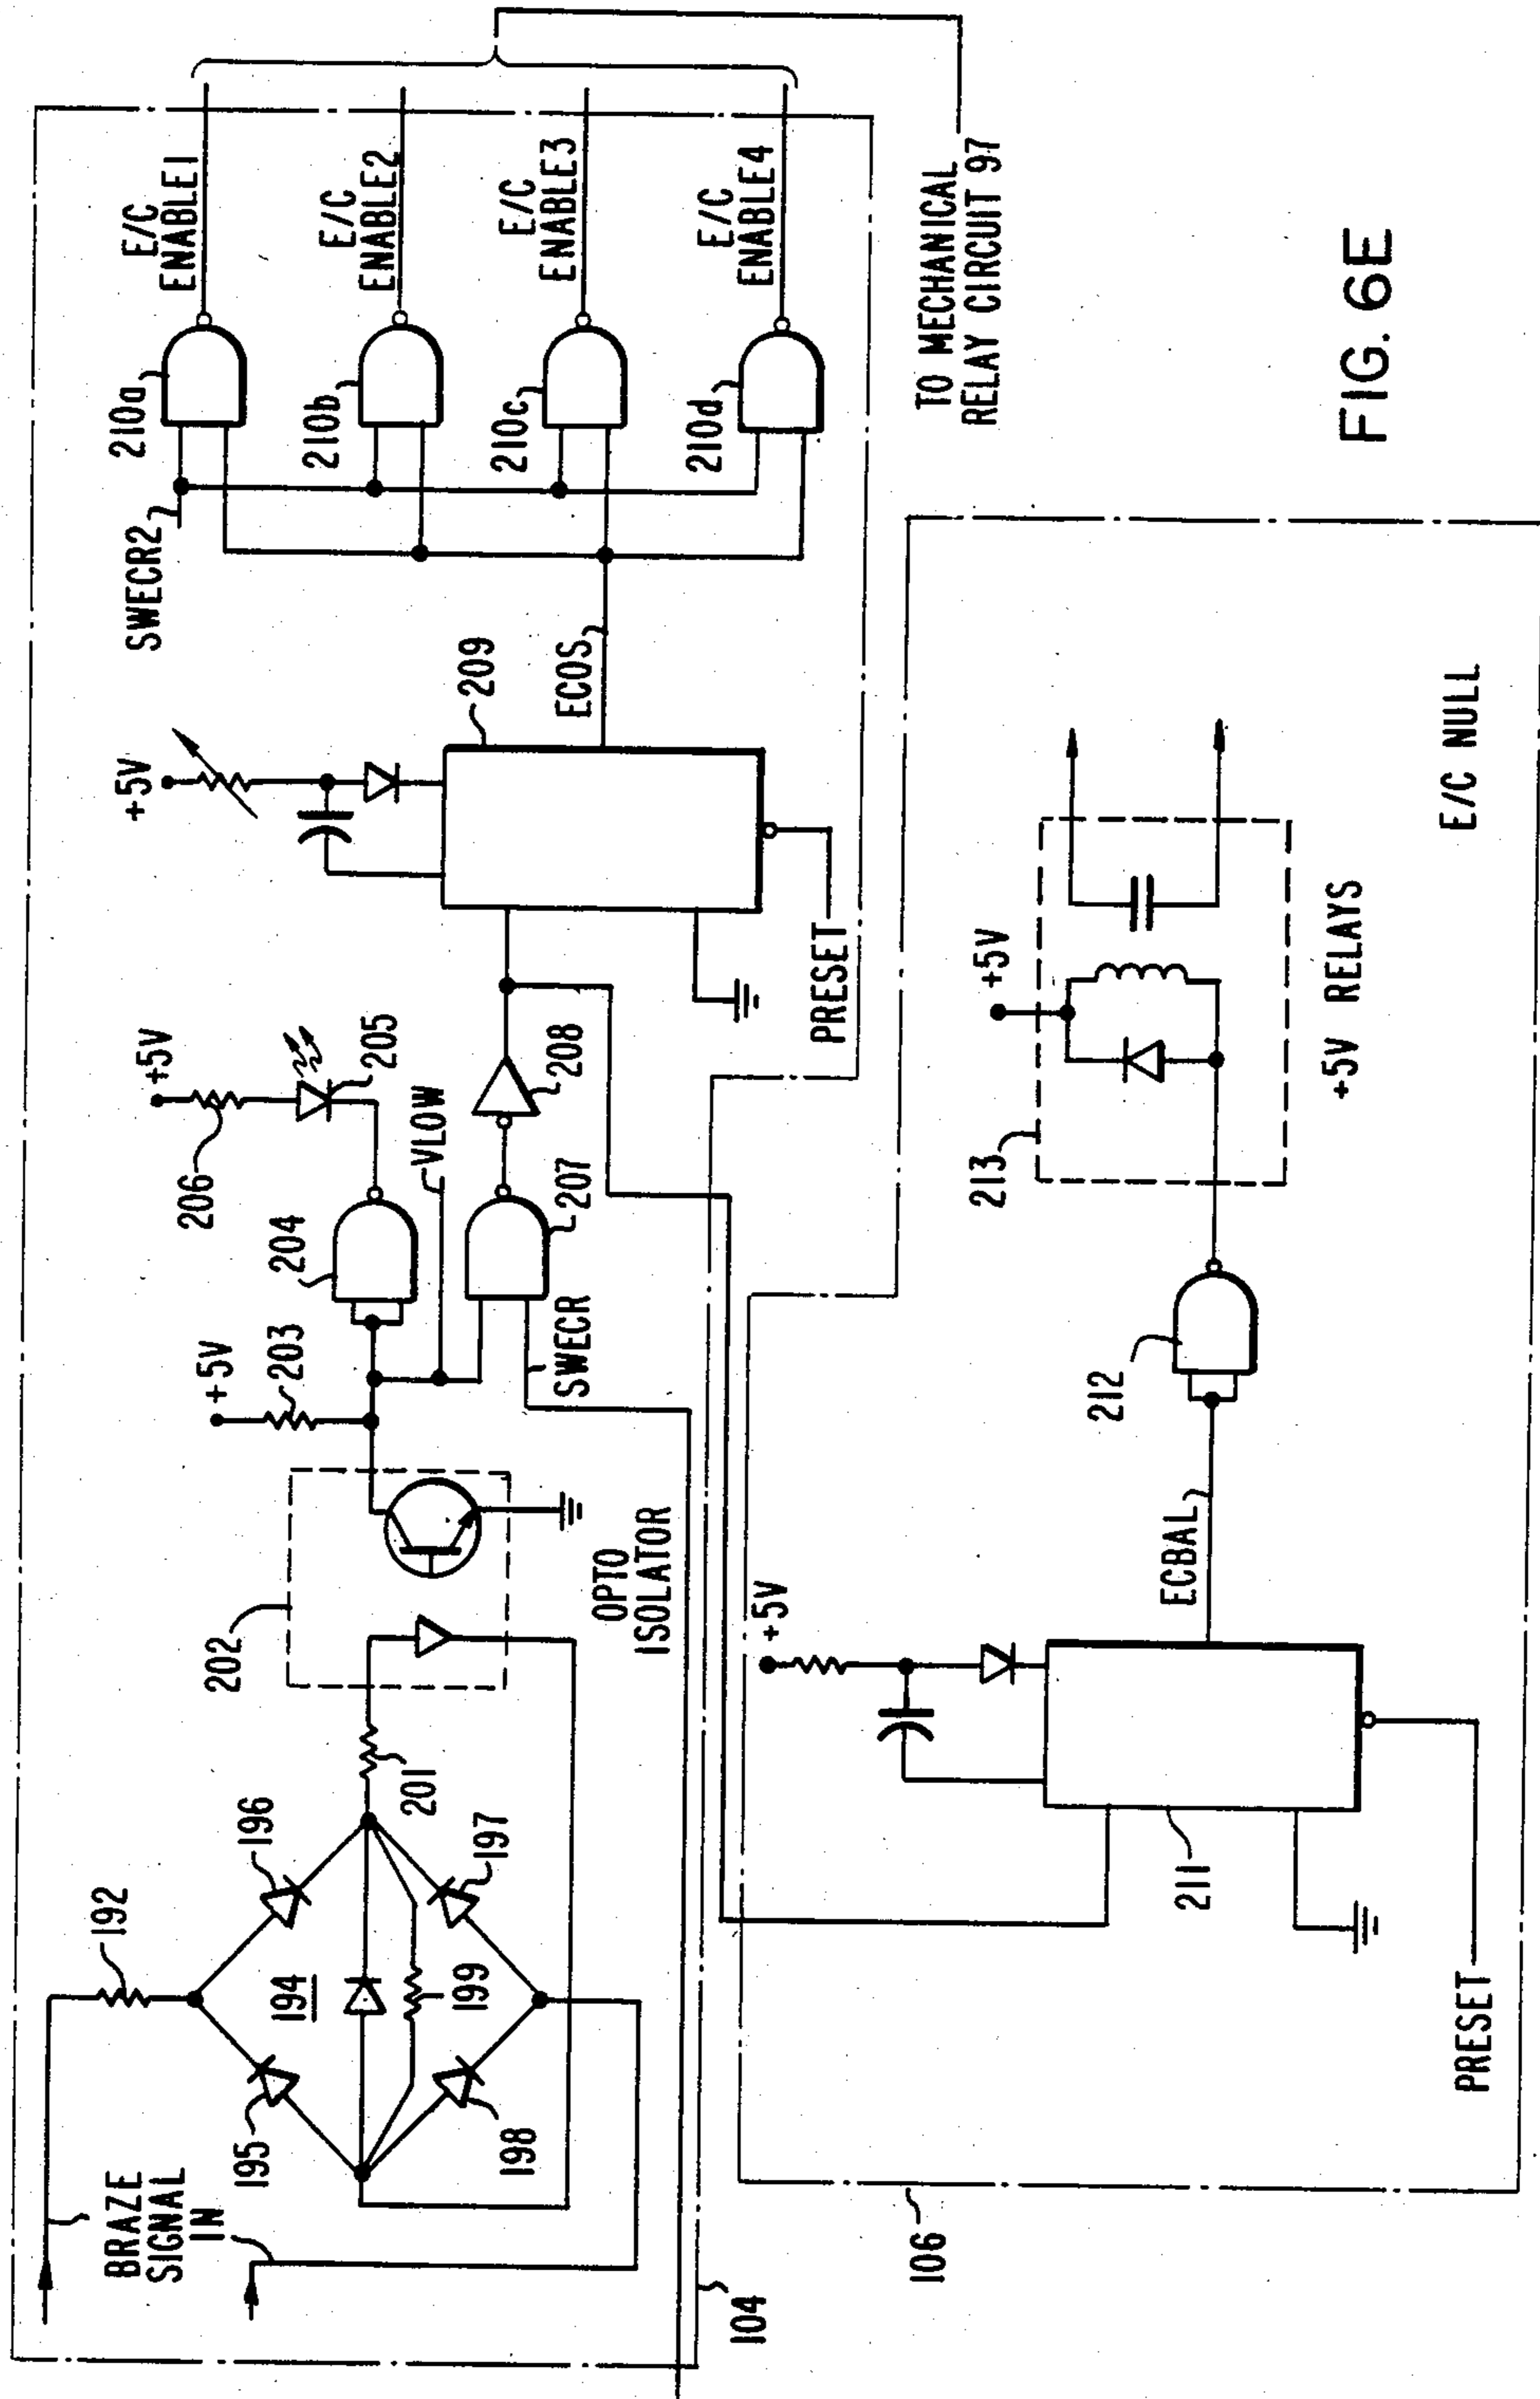 BRAZE
SIGNAL
IN
192
194
195
196
197
198
199
201
202
OPTO
ISOLATOR
+5V
203
204
206
+5V
205
VLOW
SWECR
207
208
+5V
209
PRESET
ECOS
SWECR2
210a
210b
210c
210d
E/C
ENABLE1
E/C
ENABLE2
E/C
ENABLE3
E/C
ENABLE4
TO MECHANICAL
RELAY CIRCUIT 97
104
106
PRESET
211
+5V
ECBAL
212
213
+5V
+5V RELAYS
E/C NULL
FIG. 6E